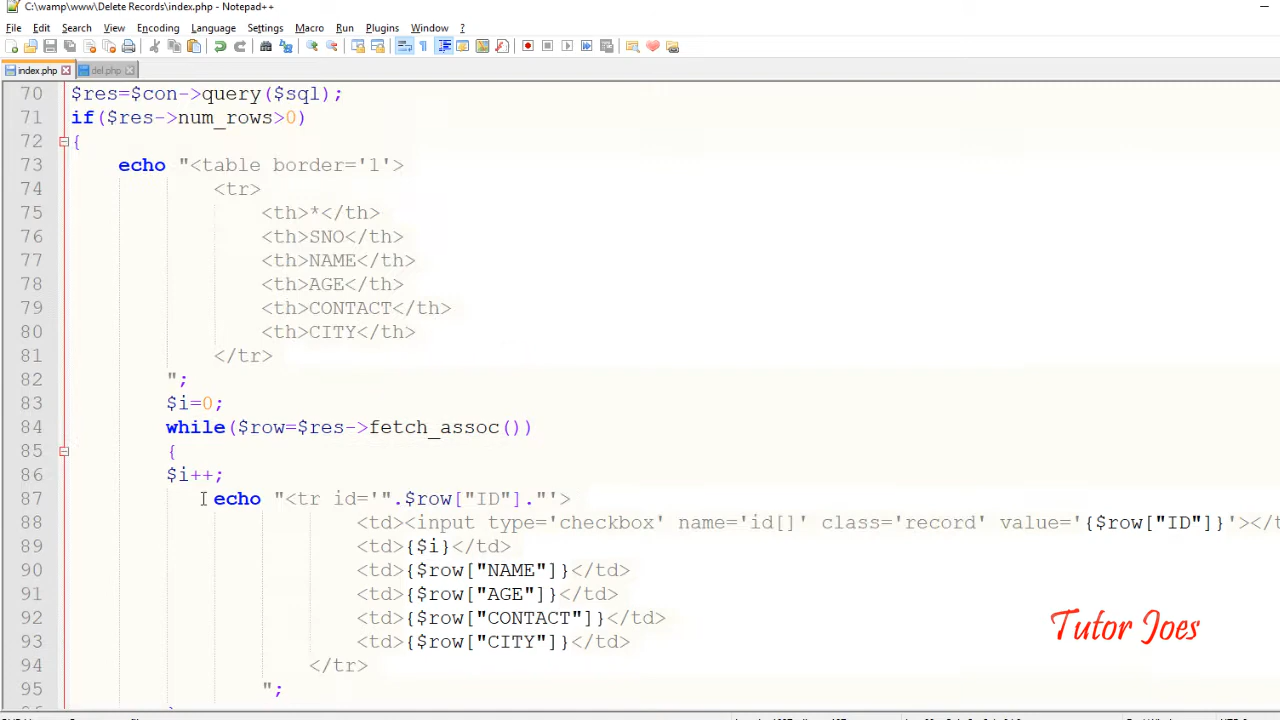 C:\wamp\www\Delete Records\index.php - Notepad++
File Edit Search View Encoding Language Settings Macro Run Plugins Window ?
index.php del.php
70 $res=$con->query($sql);
71 if($res->num_rows>0)
72 {
73 echo "<table border='1'>
74 <tr>
75 <th>*</th>
76 <th>SNO</th>
77 <th>NAME</th>
78 <th>AGE</th>
79 <th>CONTACT</th>
80 <th>CITY</th>
81 </tr>
82 ";
83 $i=0;
84 while($row=$res->fetch_assoc())
85 {
86 $i++;
87 echo "<tr id='".$row["ID"]."'>
88 <td><input type='checkbox' name='id[]' class='record' value='{$row["ID"]}'></t
89 <td>{$i}</td>
90 <td>{$row["NAME"]}</td>
91 <td>{$row["AGE"]}</td>
92 <td>{$row["CONTACT"]}</td>
93 <td>{$row["CITY"]}</td>
94 </tr>
95 ";
Tutor Joes